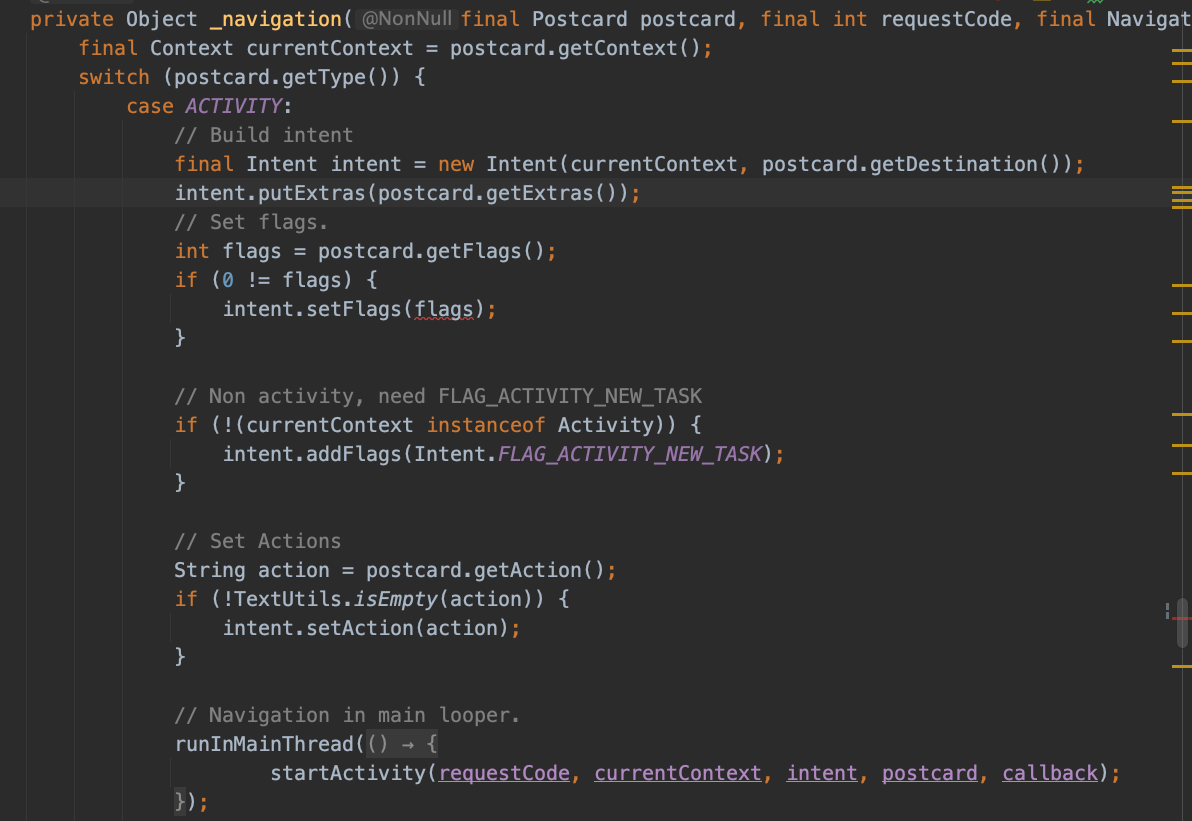 private Object _navigation( @NonNull final Postcard postcard, final int requestCode, final Navigat
final Context currentContext = postcard.getContext();
switch (postcard.getType()) {
case ACTIVITY:
// Build intent
final Intent intent = new Intent(currentContext, postcard.getDestination());
intent.putExtras(postcard.getExtras());
// Set flags.
int flags = postcard.getFlags();
if (0 != flags) {
intent.setFlags(flags);
}
// Non activity, need FLAG_ACTIVITY_NEW_TASK
if (!(currentContext instanceof Activity)) {
intent.addFlags(Intent.FLAG_ACTIVITY_NEW_TASK);
}
// Set Actions
String action = postcard.getAction();
if (!TextUtils.isEmpty(action)) {
intent.setAction(action);
}
// Navigation in main looper.
runInMainThread(() → {
startActivity(requestCode, currentContext, intent, postcard, callback);
});